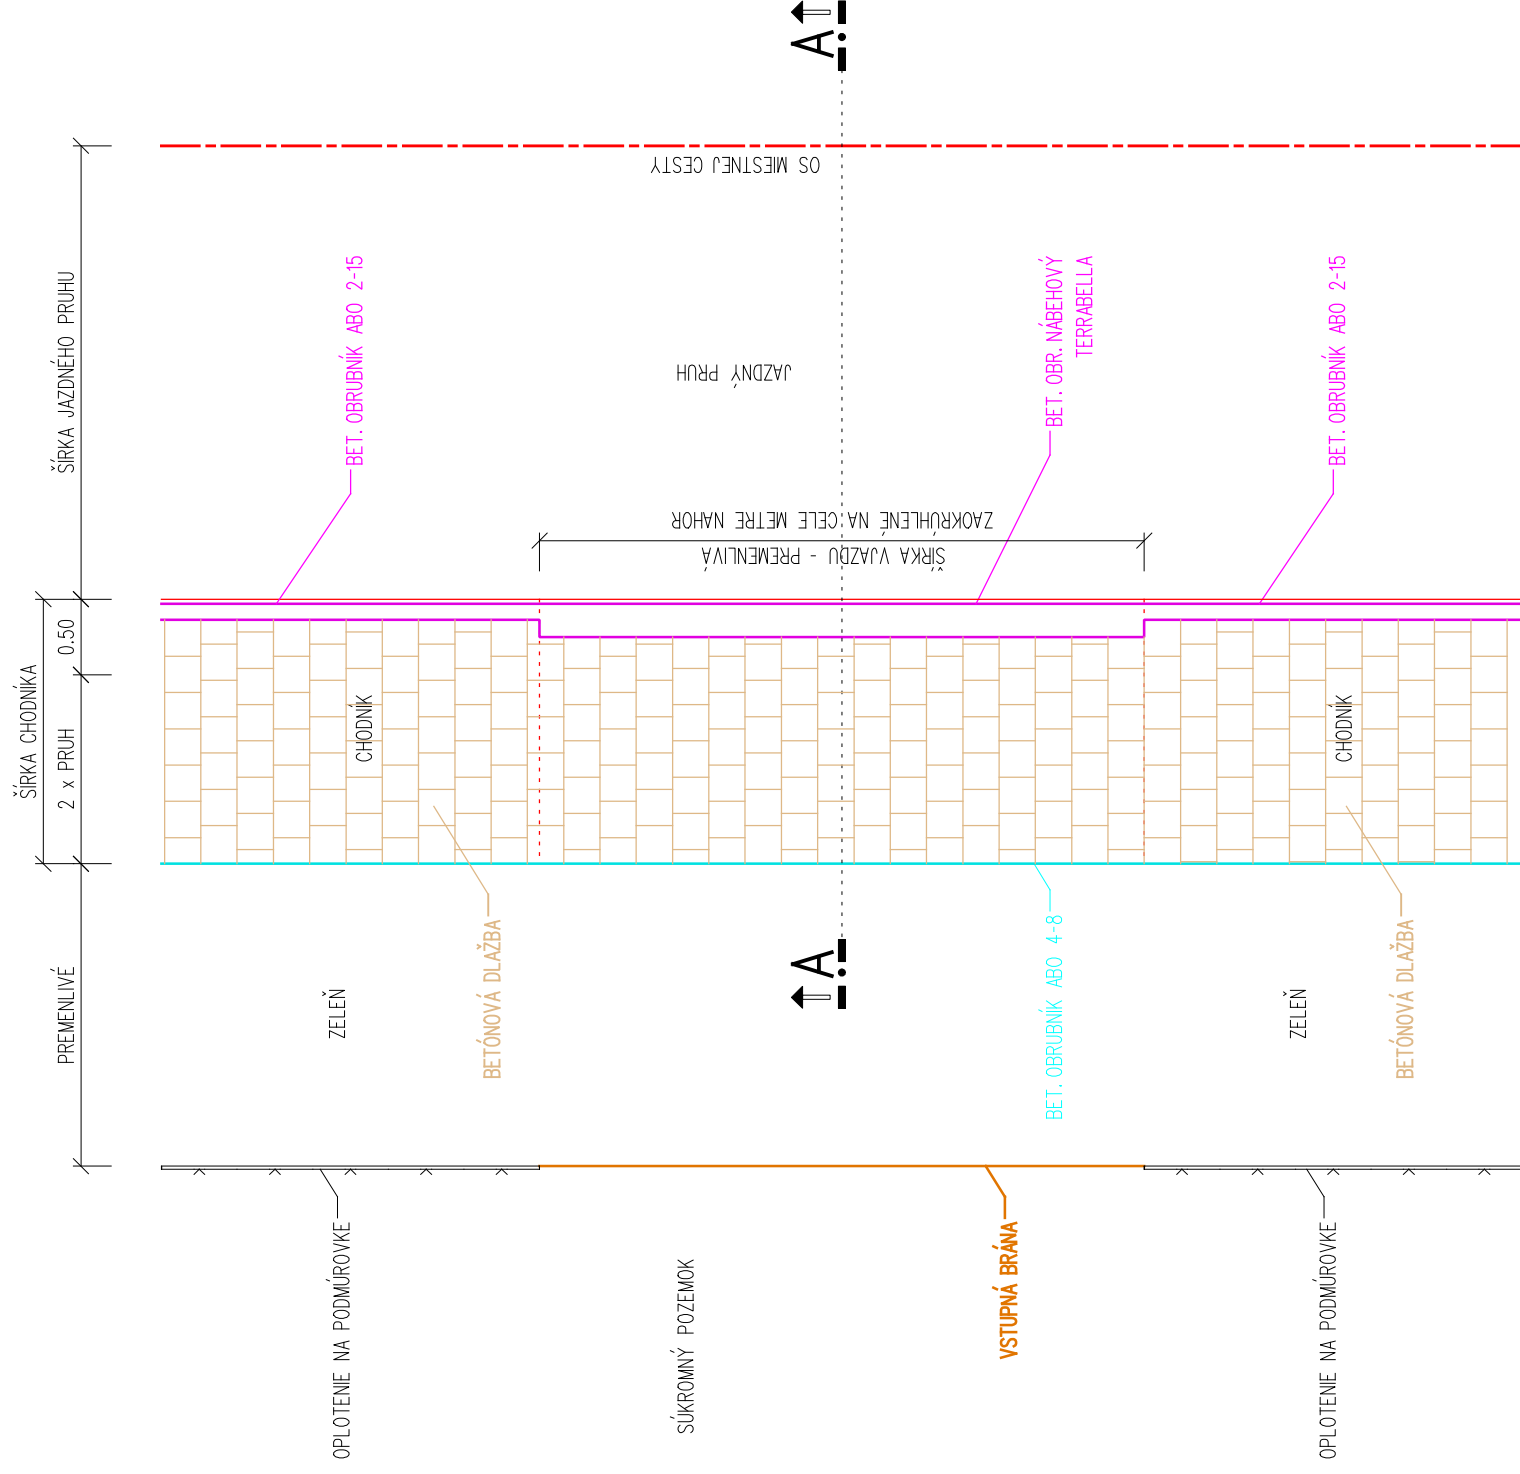 ŠÍRKA CHODNÍKA
2 x PRUH
0.50
ŠÍRKA JAZDNÉHO PRUHU
PREMENLIVÉ
BET. OBRUBNÍK ABO 2-15
OS MIESTNEJ CESTY
JAZDNÝ PRUH
BET. OBR. NÁBEHOVÝ
TERRABELLA
BET. OBRUBNÍK ABO 2-15
ŠÍRKA VJAZDU - PREMENLIVÁ
ZAOKRÚHLENÉ NA CELÉ METRE NAHOR
CHODNÍK
CHODNÍK
BETÓNOVÁ DLAŽBA
BETÓNOVÁ DLAŽBA
BET. OBRUBNÍK ABO 4-8
ZELEŇ
ZELEŇ
A.
A.
OPLOTENIE NA PODMÚROVKE
SÚKROMNÝ POZEMOK
VSTUPNÁ BRÁNA
OPLOTENIE NA PODMÚROVKE